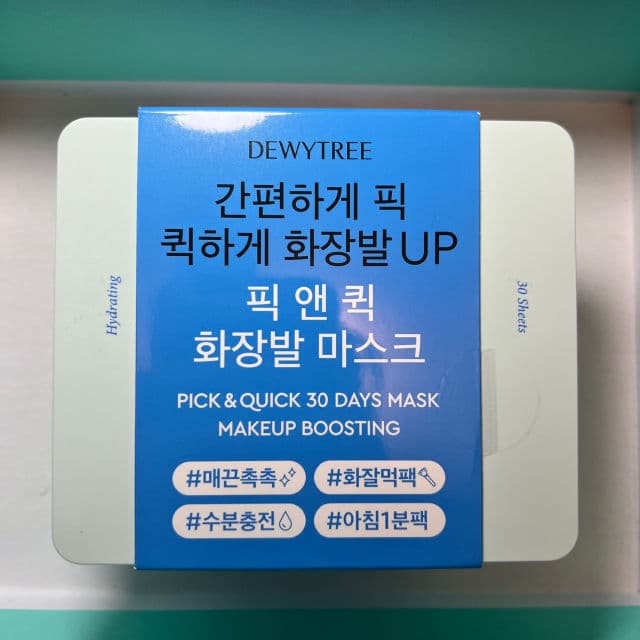 DEWYTREE
간편하게 픽
퀵하게 화장발 UP
픽 앤 퀵
화장발 마스크
PICK & QUICK 30 DAYS MASK
MAKEUP BOOSTING
#매끈촉촉
#화잘먹팩
#수분충전
#아침1분팩
Hydrating
30 Sheets